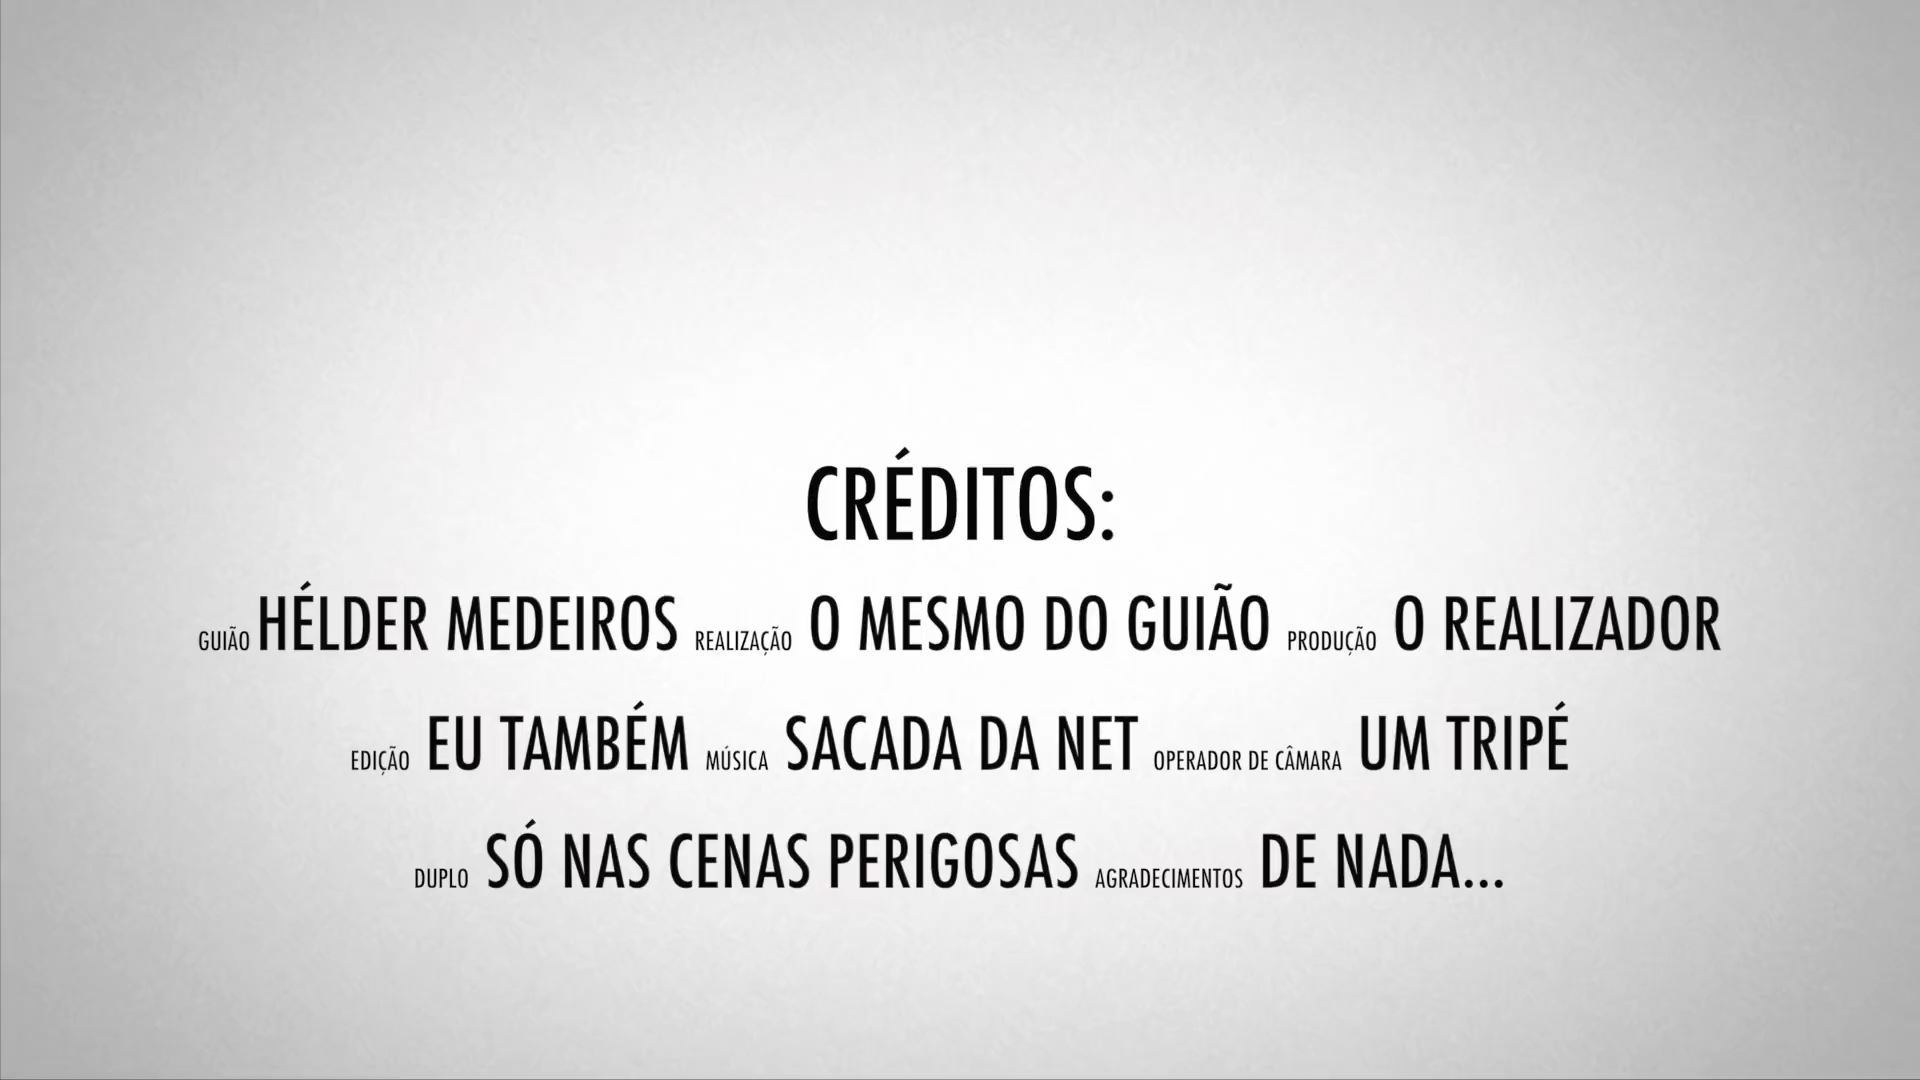 CRÉDITOS:
GUIÃO HÉLDER MEDEIROS REALIZAÇÃO O MESMO DO GUIÃO PRODUÇÃO O REALIZADOR
EDIÇÃO EU TAMBÉM MÚSICA SACADA DA NET OPERADOR DE CÂMARA UM TRIPÉ
DUPLO SÓ NAS CENAS PERIGOSAS AGRADECIMENTOS DE NADA...